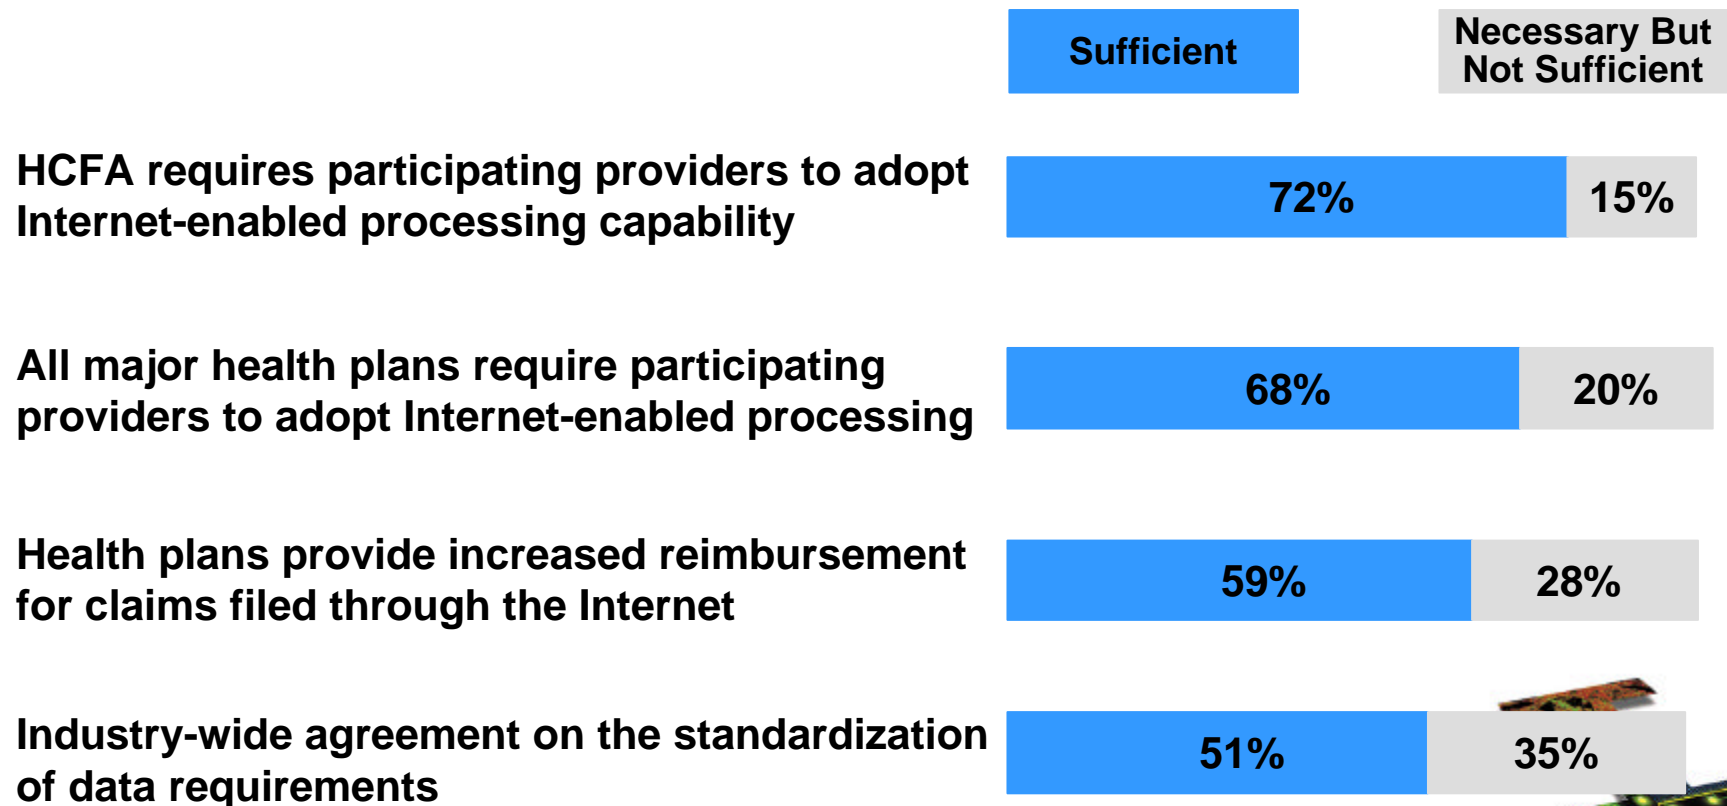 Sufficient
Necessary But
Not Sufficient
HCFA requires participating providers to adopt
Internet-enabled processing capability
72%
15%
All major health plans require participating
providers to adopt Internet-enabled processing
68%
20%
Health plans provide increased reimbursement
for claims filed through the Internet
59%
28%
Industry-wide agreement on the standardization
of data requirements
51%
35%